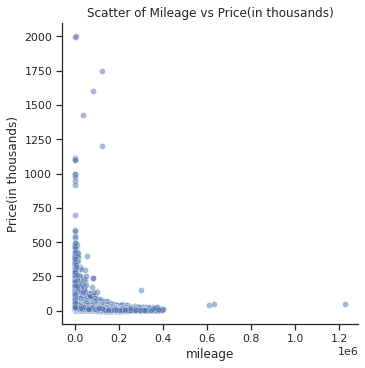 Scatter of Mileage vs Price(in thousands)
Price(in thousands)
2000
1750
1500
1250
1000
750
500
250
0
0.0 0.2 0.4 0.6 0.8 1.0 1.2
1e6
mileage